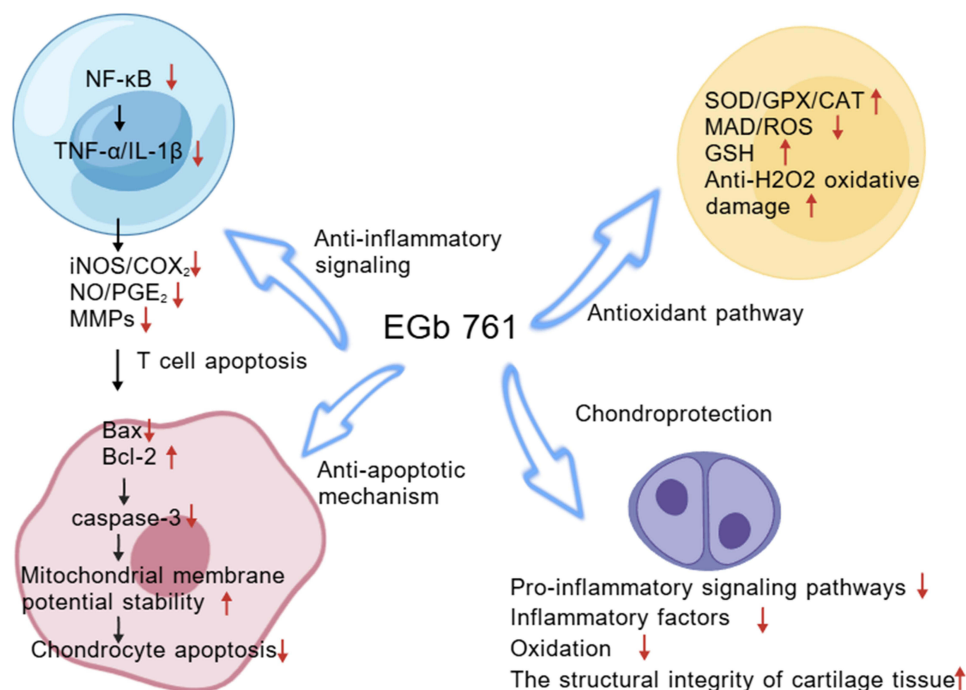 NF-κB ↓
TNF-α/IL-1β ↓
iNOS/COX₂ ↓
NO/PGE₂ ↓
MMPs ↓
T cell apoptosis
Bax ↓
Bcl-2 ↑
caspase-3 ↓
Mitochondrial membrane
potential stability ↑
Chondrocyte apoptosis ↓
Anti-inflammatory
signaling
EGb 761
Anti-apoptotic
mechanism
SOD/GPX/CAT ↑
MAD/ROS ↓
GSH ↑
Anti-H2O2 oxidative
damage ↑
Antioxidant pathway
Chondroprotection
Pro-inflammatory signaling pathways ↓
Inflammatory factors ↓
Oxidation ↓
The structural integrity of cartilage tissue ↑